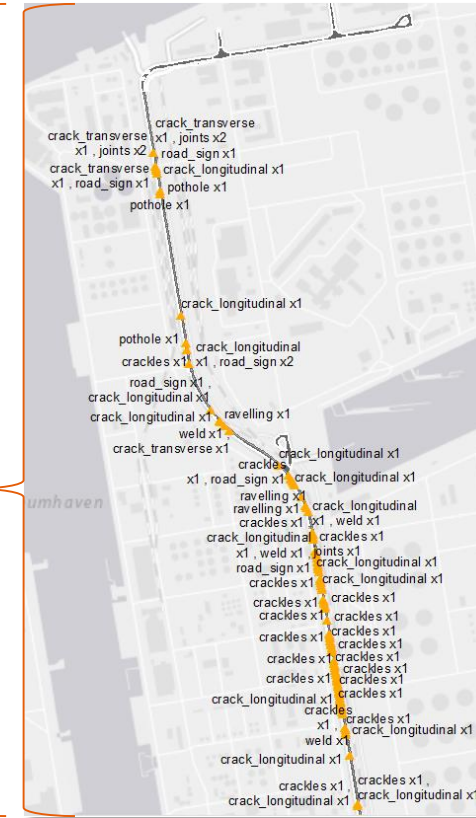 crack_transverse
x1 , joints x2
crack_transverse
x1 , joints x2
road_sign x1
crack_transverse
x1 , road_sign x1
crack_longitudinal x1
pothole x1
pothole x1
crack_longitudinal x1
pothole x1
crack_longitudinal
x1 , road_sign x2
crackles x1
road_sign x1 ,
crack_longitudinal x1
crack_longitudinal x1
ravelling x1
weld x1 ,
crack_transverse x1
crack_longitudinal x1
crackles
x1 , road_sign x1
crack_longitudinal x1
ravelling x1
ravelling x1
crack_longitudinal
x1 , weld x1
crackles x1
crack_longitudinal
x1 , weld x1
crackles x1
joints x1
road_sign x1
crack_longitudinal x1
crackles x1
crack_longitudinal x1
crackles x1
crackles x1
crackles x1
crackles x1
crackles x1
crackles x1
crackles x1
crackles x1
crackles x1
crackles x1
crackles x1
crackles x1
crack_longitudinal x1
crackles
x1 ,
crackles x1
crack_longitudinal x1
weld x1
crack_longitudinal x1
crackles x1 ,
crack_longitudinal x1
crackles x1 ,
crack_longitudinal x1
umhaven